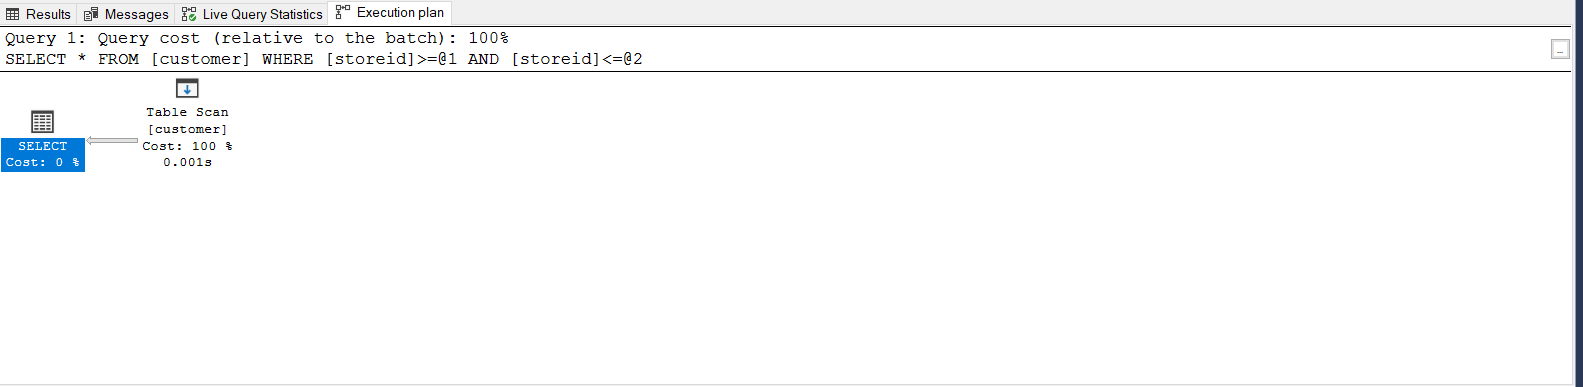 Results Messages Live Query Statistics Execution plan
Query 1: Query cost (relative to the batch): 100%
SELECT * FROM [customer] WHERE [storeid]>=@1 AND [storeid]<=@2
SELECT
Cost: 0 %
Table Scan
[customer]
Cost: 100 %
0.001s